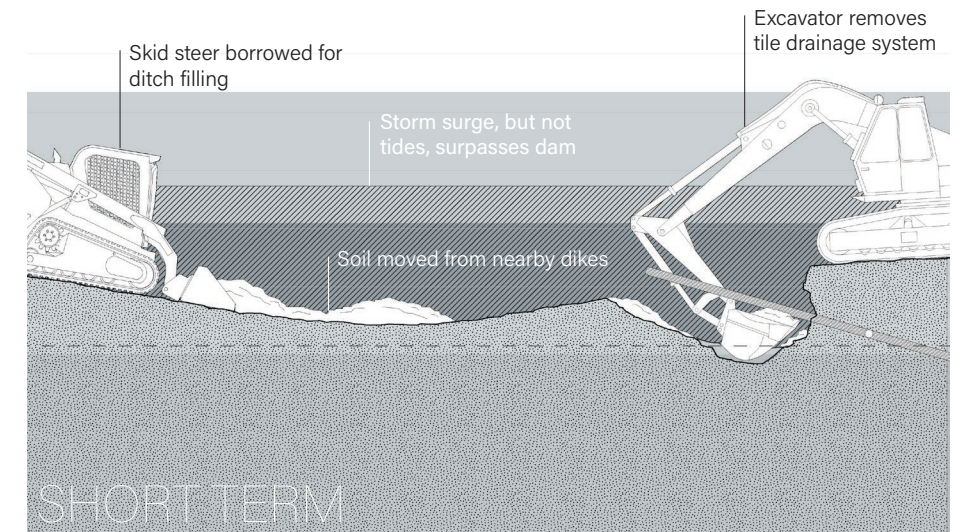 Excavator removes
tile drainage system
Skid steer borrowed for
ditch filling
Storm surge, but not
tides, surpasses dam
Soil moved from nearby dikes
SHORT TERM